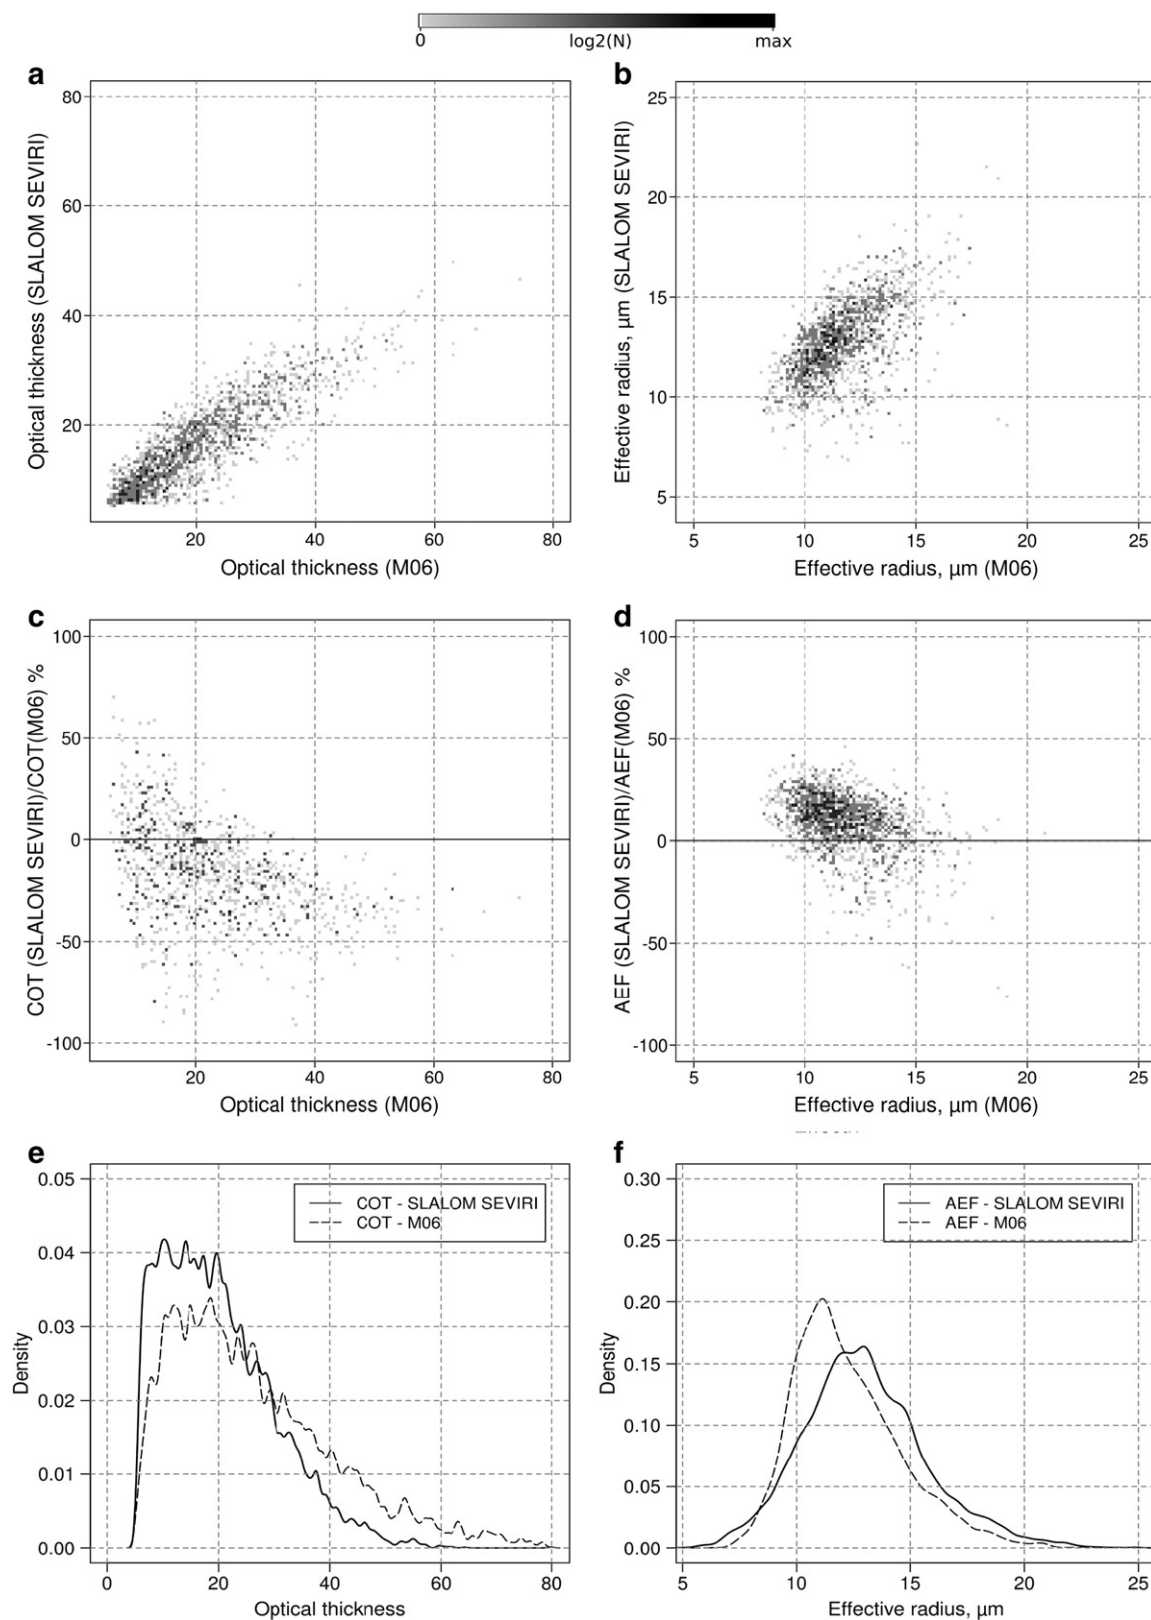 0 log2(N) max
a
80
60
40
20
Optical thickness (SLALOM SEVIRI)
20 40 60 80
Optical thickness (M06)
b
25
20
15
10
5
Effective radius, µm (SLALOM SEVIRI)
5 10 15 20 25
Effective radius, µm (M06)
c
100
50
0
-50
-100
COT (SLALOM SEVIRI)/COT(M06) %
20 40 60 80
Optical thickness (M06)
d
100
50
0
-50
-100
AEF (SLALOM SEVIRI)/AEF(M06) %
5 10 15 20 25
Effective radius, µm (M06)
e
0.05
0.04
0.03
0.02
0.01
0.00
Density
COT - SLALOM SEVIRI
COT - M06
0 20 40 60 80
Optical thickness
f
0.30
0.25
0.20
0.15
0.10
0.05
0.00
Density
AEF - SLALOM SEVIRI
AEF - M06
5 10 15 20 25
Effective radius, µm